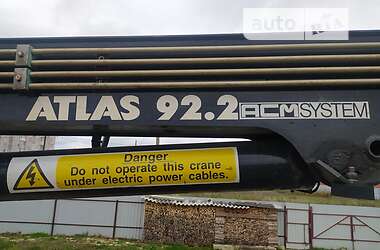 auto
RIA
ATLAS 92.2 ACM SYSTEM
Danger
Do not operate this crane
under electric power cables.